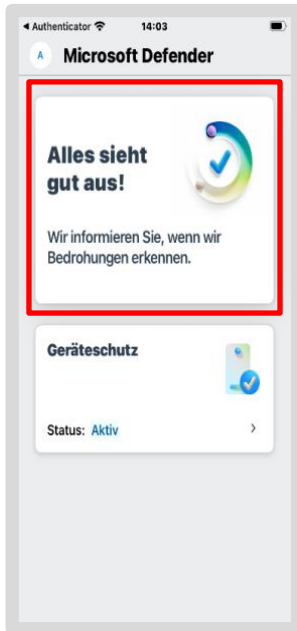 Authenticator 14:03
A Microsoft Defender
Alles sieht
gut aus!
Wir informieren Sie, wenn wir
Bedrohungen erkennen.
Geräteschutz
Status: Aktiv